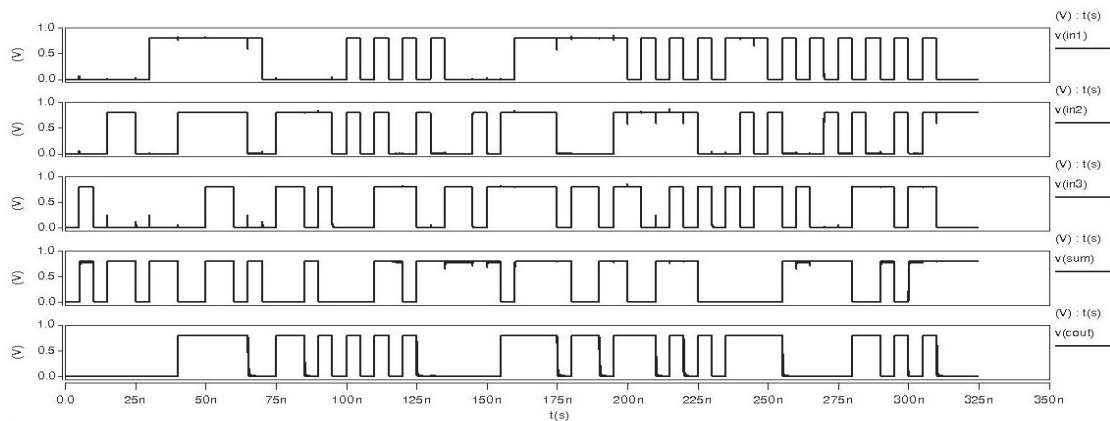 (V) : t(s)
1.0
0.5
0.0
(V)
v(in1)
(V) : t(s)
1.0
0.5
0.0
(V)
v(in2)
(V) : t(s)
1.0
0.5
0.0
(V)
v(in3)
(V) : t(s)
1.0
0.5
0.0
(V)
v(sum)
(V) : t(s)
1.0
0.5
0.0
(V)
v(cout)
0.0 25n 50n 75n 100n 125n 150n 175n 200n 225n 250n 275n 300n 325n 350n
t(s)